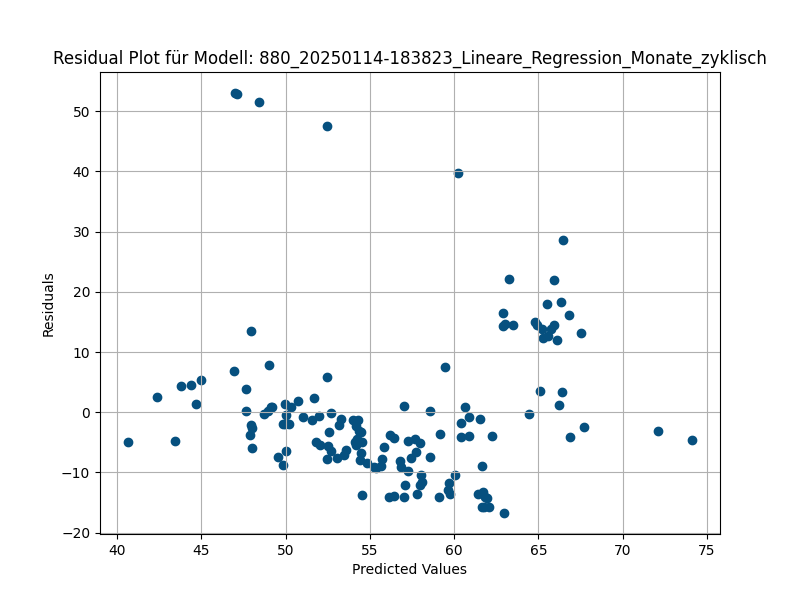 Residual Plot für Modell: 880_20250114-183823_Lineare_Regression_Monate_zyklisch
50
40
30
20
10
0
−10
−20
Residuals
40 45 50 55 60 65 70 75
Predicted Values